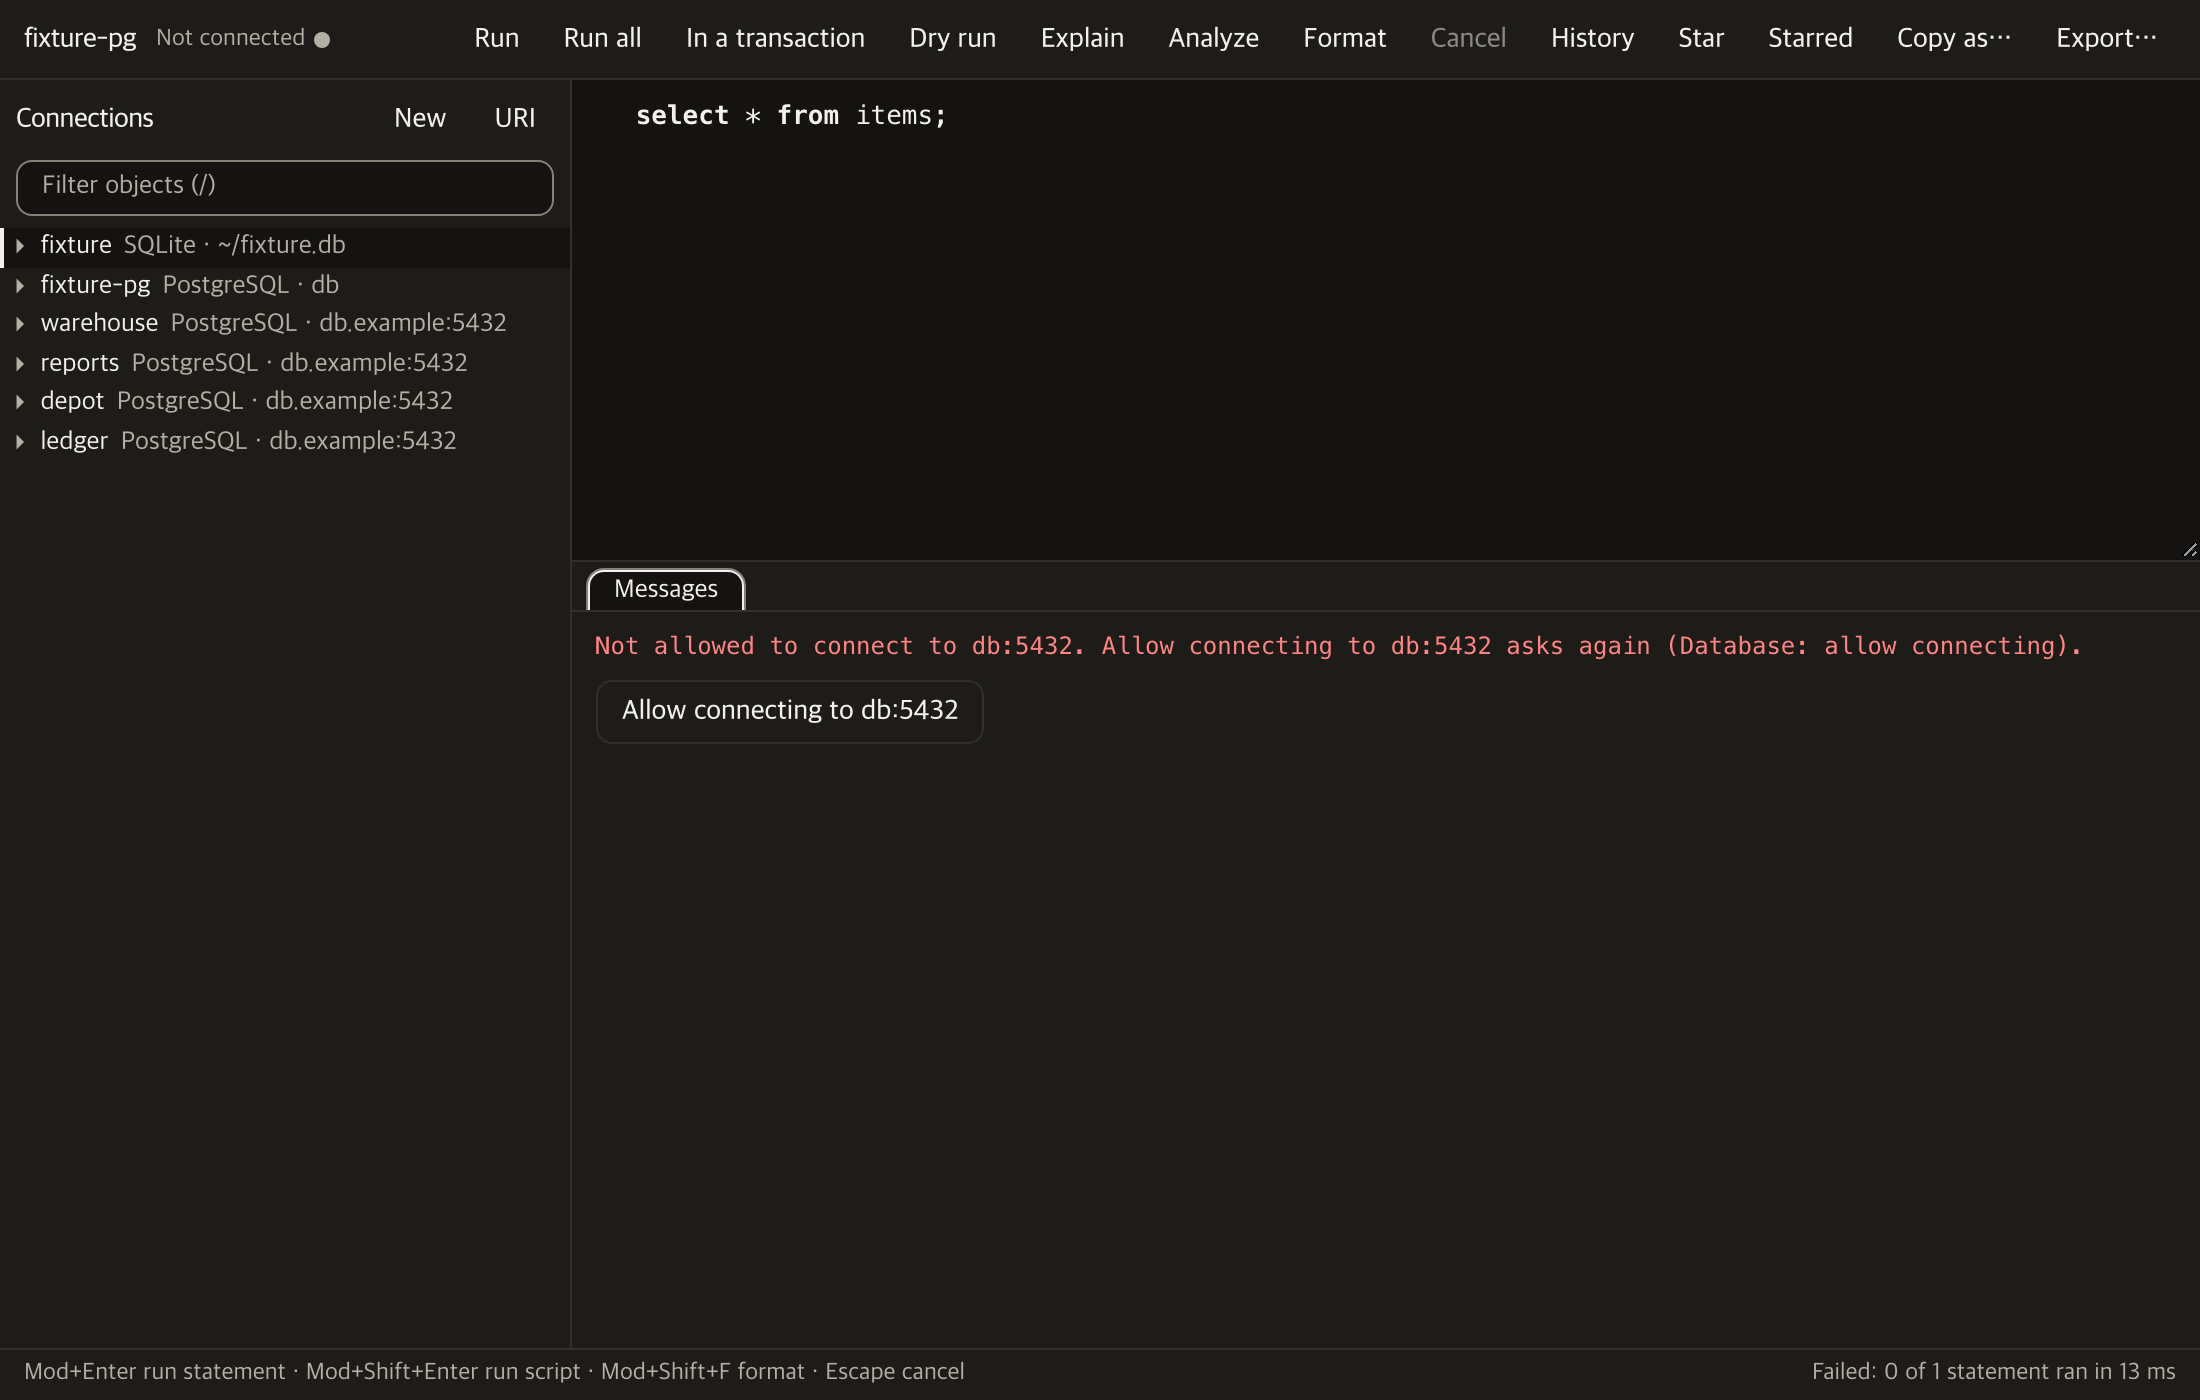 fixture-pg Not connected Run Run all In a transaction Dry run Explain Analyze Format Cancel History Star Starred Copy as··· Export···
Connections New URI
Filter objects (/)
fixture SQLite · ~/fixture.db
fixture-pg PostgreSQL · db
warehouse PostgreSQL · db.example:5432
reports PostgreSQL · db.example:5432
depot PostgreSQL · db.example:5432
ledger PostgreSQL · db.example:5432
select * from items;
Messages
Not allowed to connect to db:5432. Allow connecting to db:5432 asks again (Database: allow connecting).
Allow connecting to db:5432
Mod+Enter run statement · Mod+Shift+Enter run script · Mod+Shift+F format · Escape cancel
Failed: 0 of 1 statement ran in 13 ms